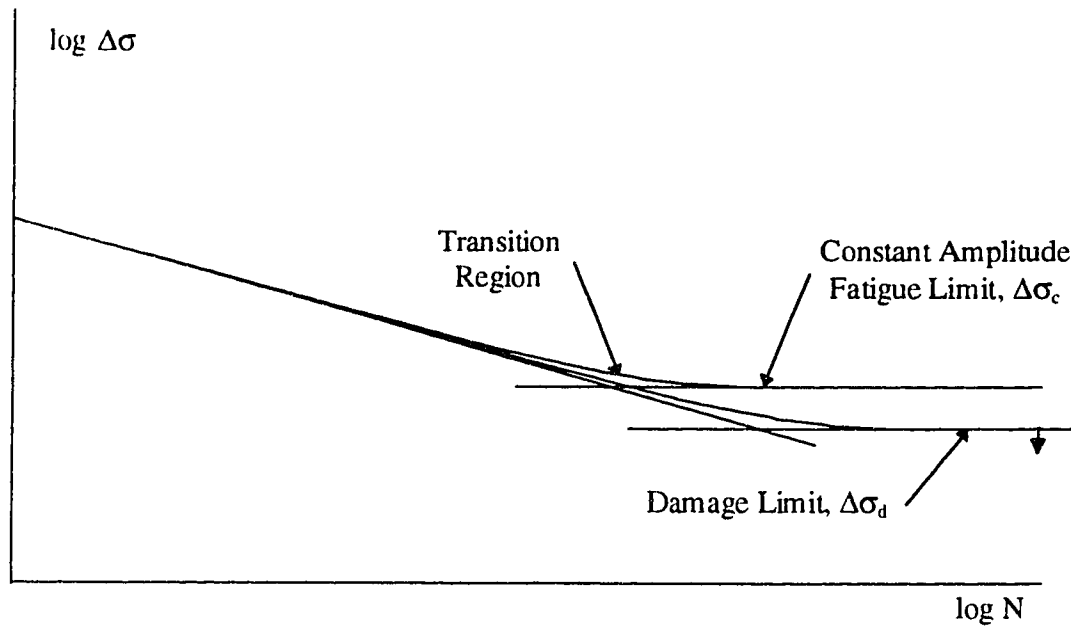 log Δσ
Transition
Region
Constant Amplitude
Fatigue Limit, Δσc
Damage Limit, Δσd
log N